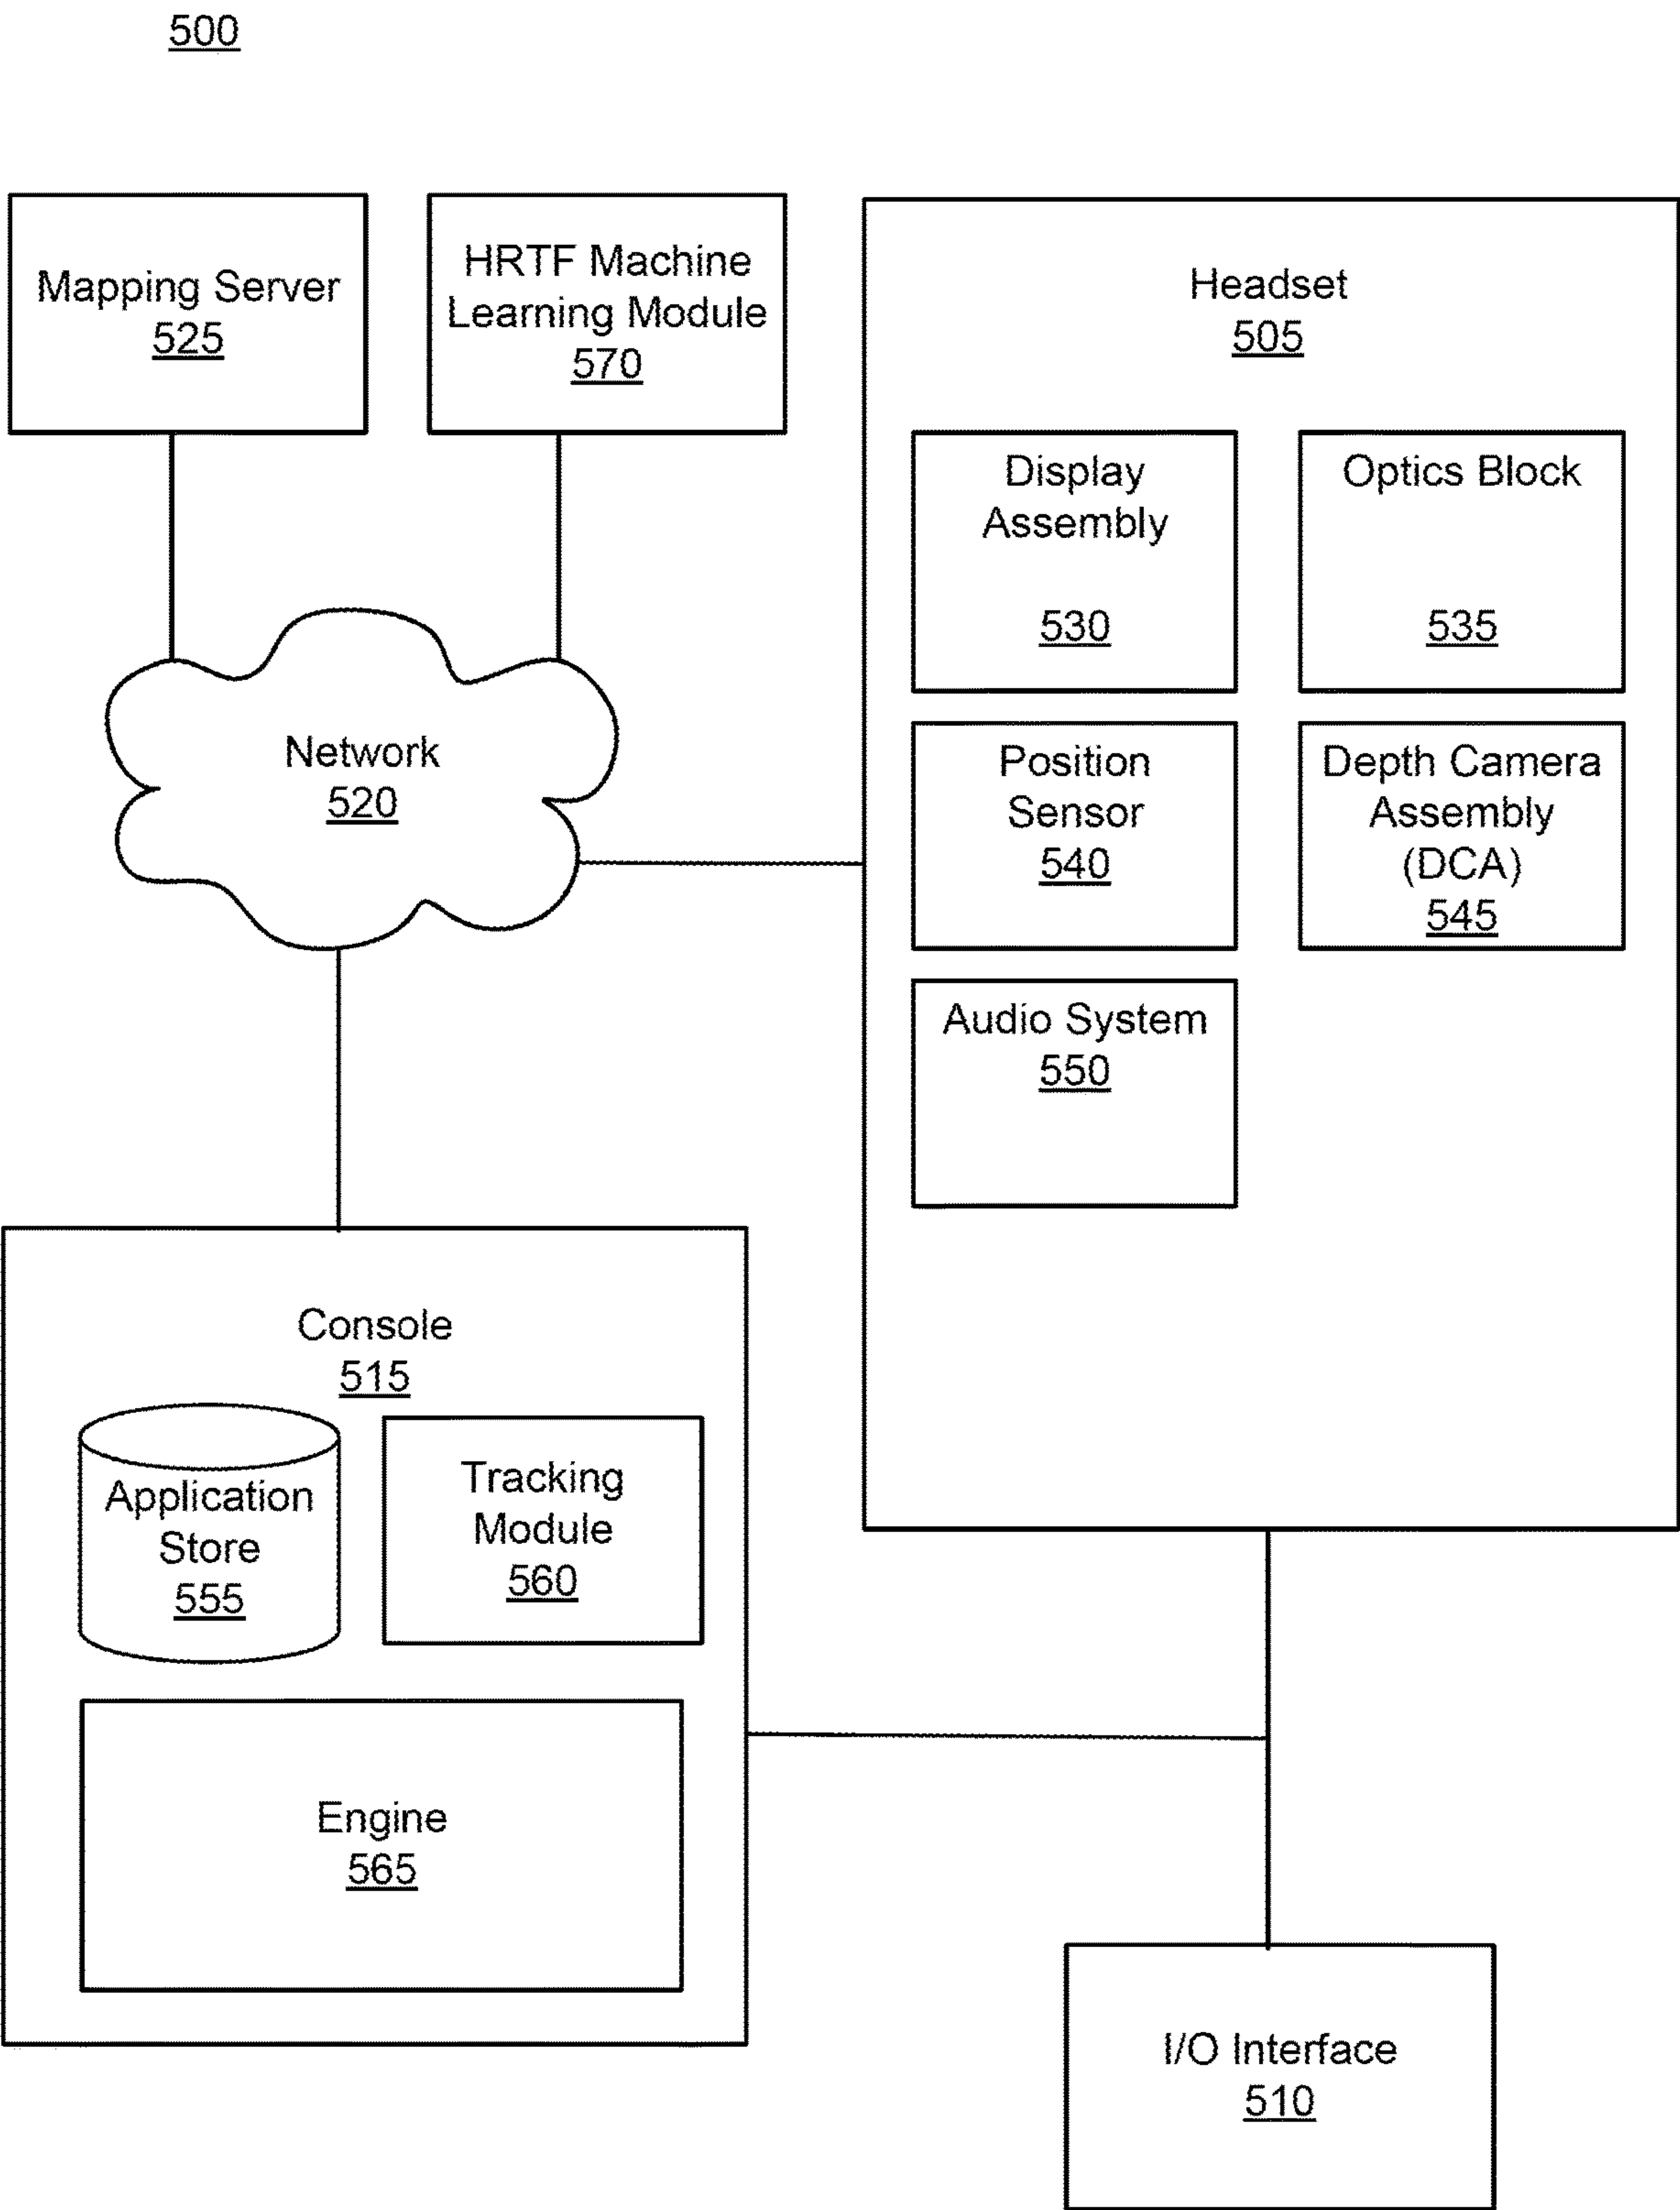 500
Mapping Server
525
HRTF Machine
Learning Module
570
Headset
505
Display
Assembly
530
Optics Block
535
Position
Sensor
540
Depth Camera
Assembly
(DCA)
545
Audio System
550
Network
520
Console
515
Application
Store
555
Tracking
Module
560
Engine
565
I/O Interface
510